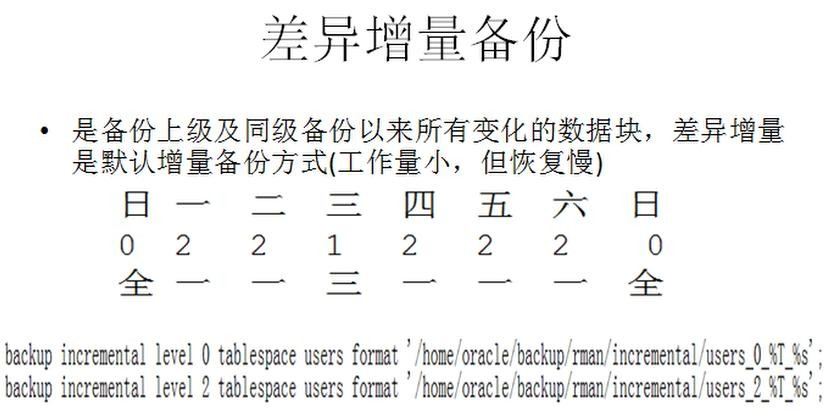 差异增量备份
• 是备份上级及同级备份以来所有变化的数据块，差异增量
是默认增量备份方式(工作量小，但恢复慢)
日 一 二 三 四 五 六 日
0 2 2 1 2 2 2 0
全 一 一 三 一 一 一 全
backup incremental level 0 tablespace users format '/home/oracle/backup/rman/incremental/users_0_%T_%s';
backup incremental level 2 tablespace users format '/home/oracle/backup/rman/incremental/users_2_%T_%s';